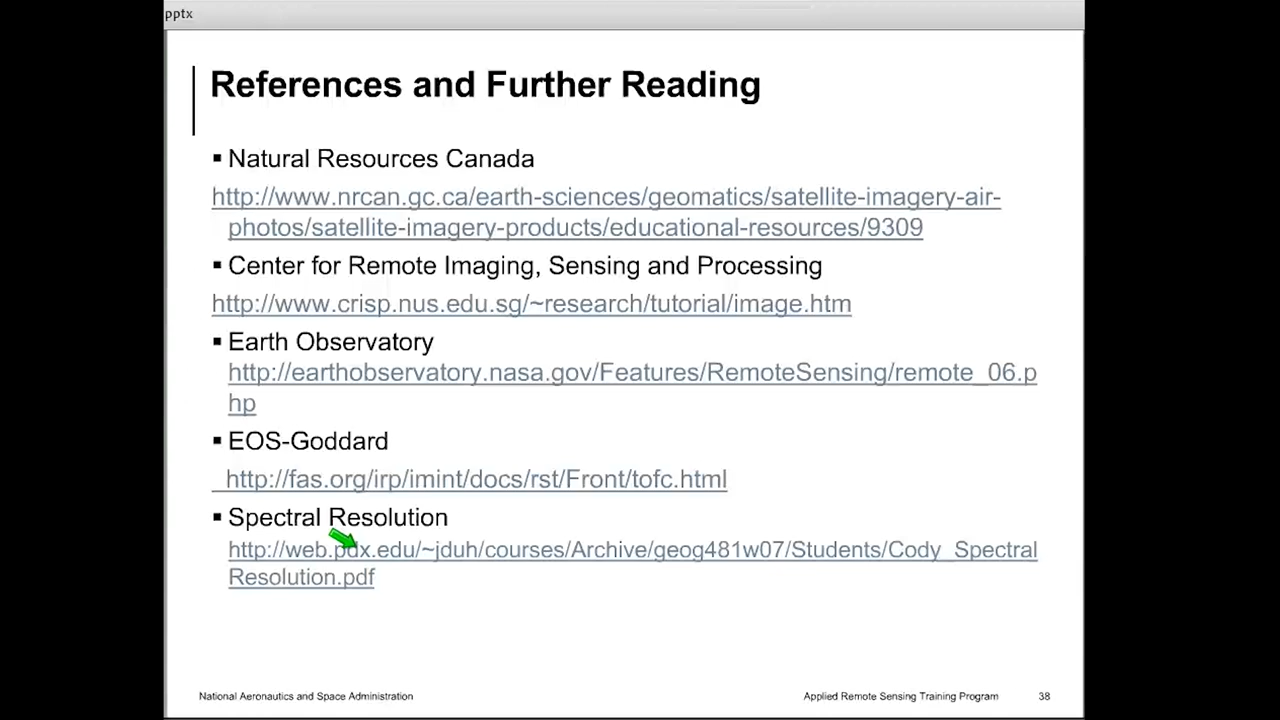 pptx
References and Further Reading
▪ Natural Resources Canada
http://www.nrcan.gc.ca/earth-sciences/geomatics/satellite-imagery-air-
photos/satellite-imagery-products/educational-resources/9309
▪ Center for Remote Imaging, Sensing and Processing
http://www.crisp.nus.edu.sg/~research/tutorial/image.htm
▪ Earth Observatory
http://earthobservatory.nasa.gov/Features/RemoteSensing/remote_06.p
hp
▪ EOS-Goddard
http://fas.org/irp/imint/docs/rst/Front/tofc.html
▪ Spectral Resolution
http://web.pdx.edu/~jduh/courses/Archive/geog481w07/Students/Cody_Spectral
Resolution.pdf
National Aeronautics and Space Administration
Applied Remote Sensing Training Program
38